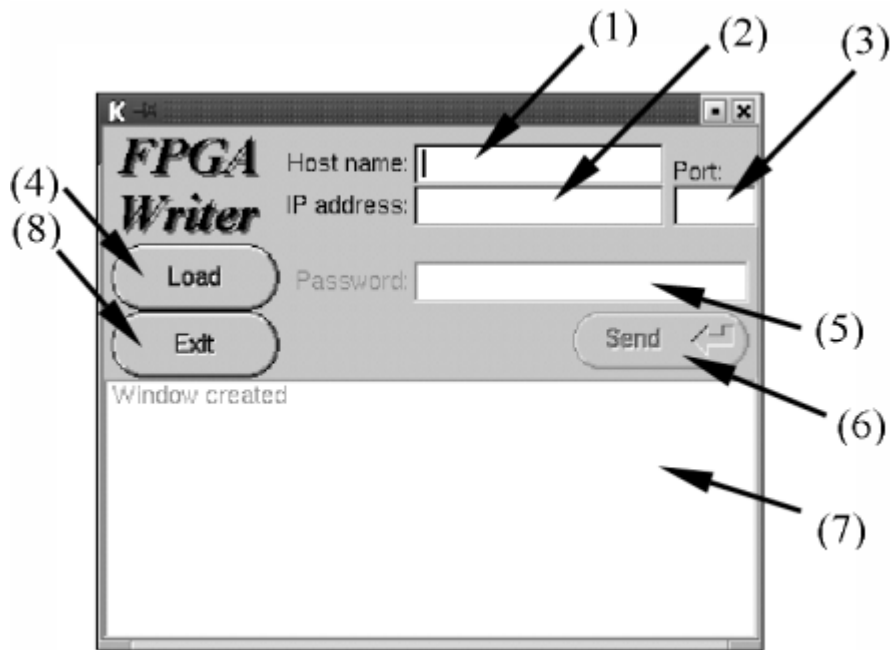 (1)
(2)
(3)
K
FPGA
Writer
Host name:
IP address:
Port:
(4)
(8)
Load
Password:
Exit
Send
(5)
Window created
(6)
(7)